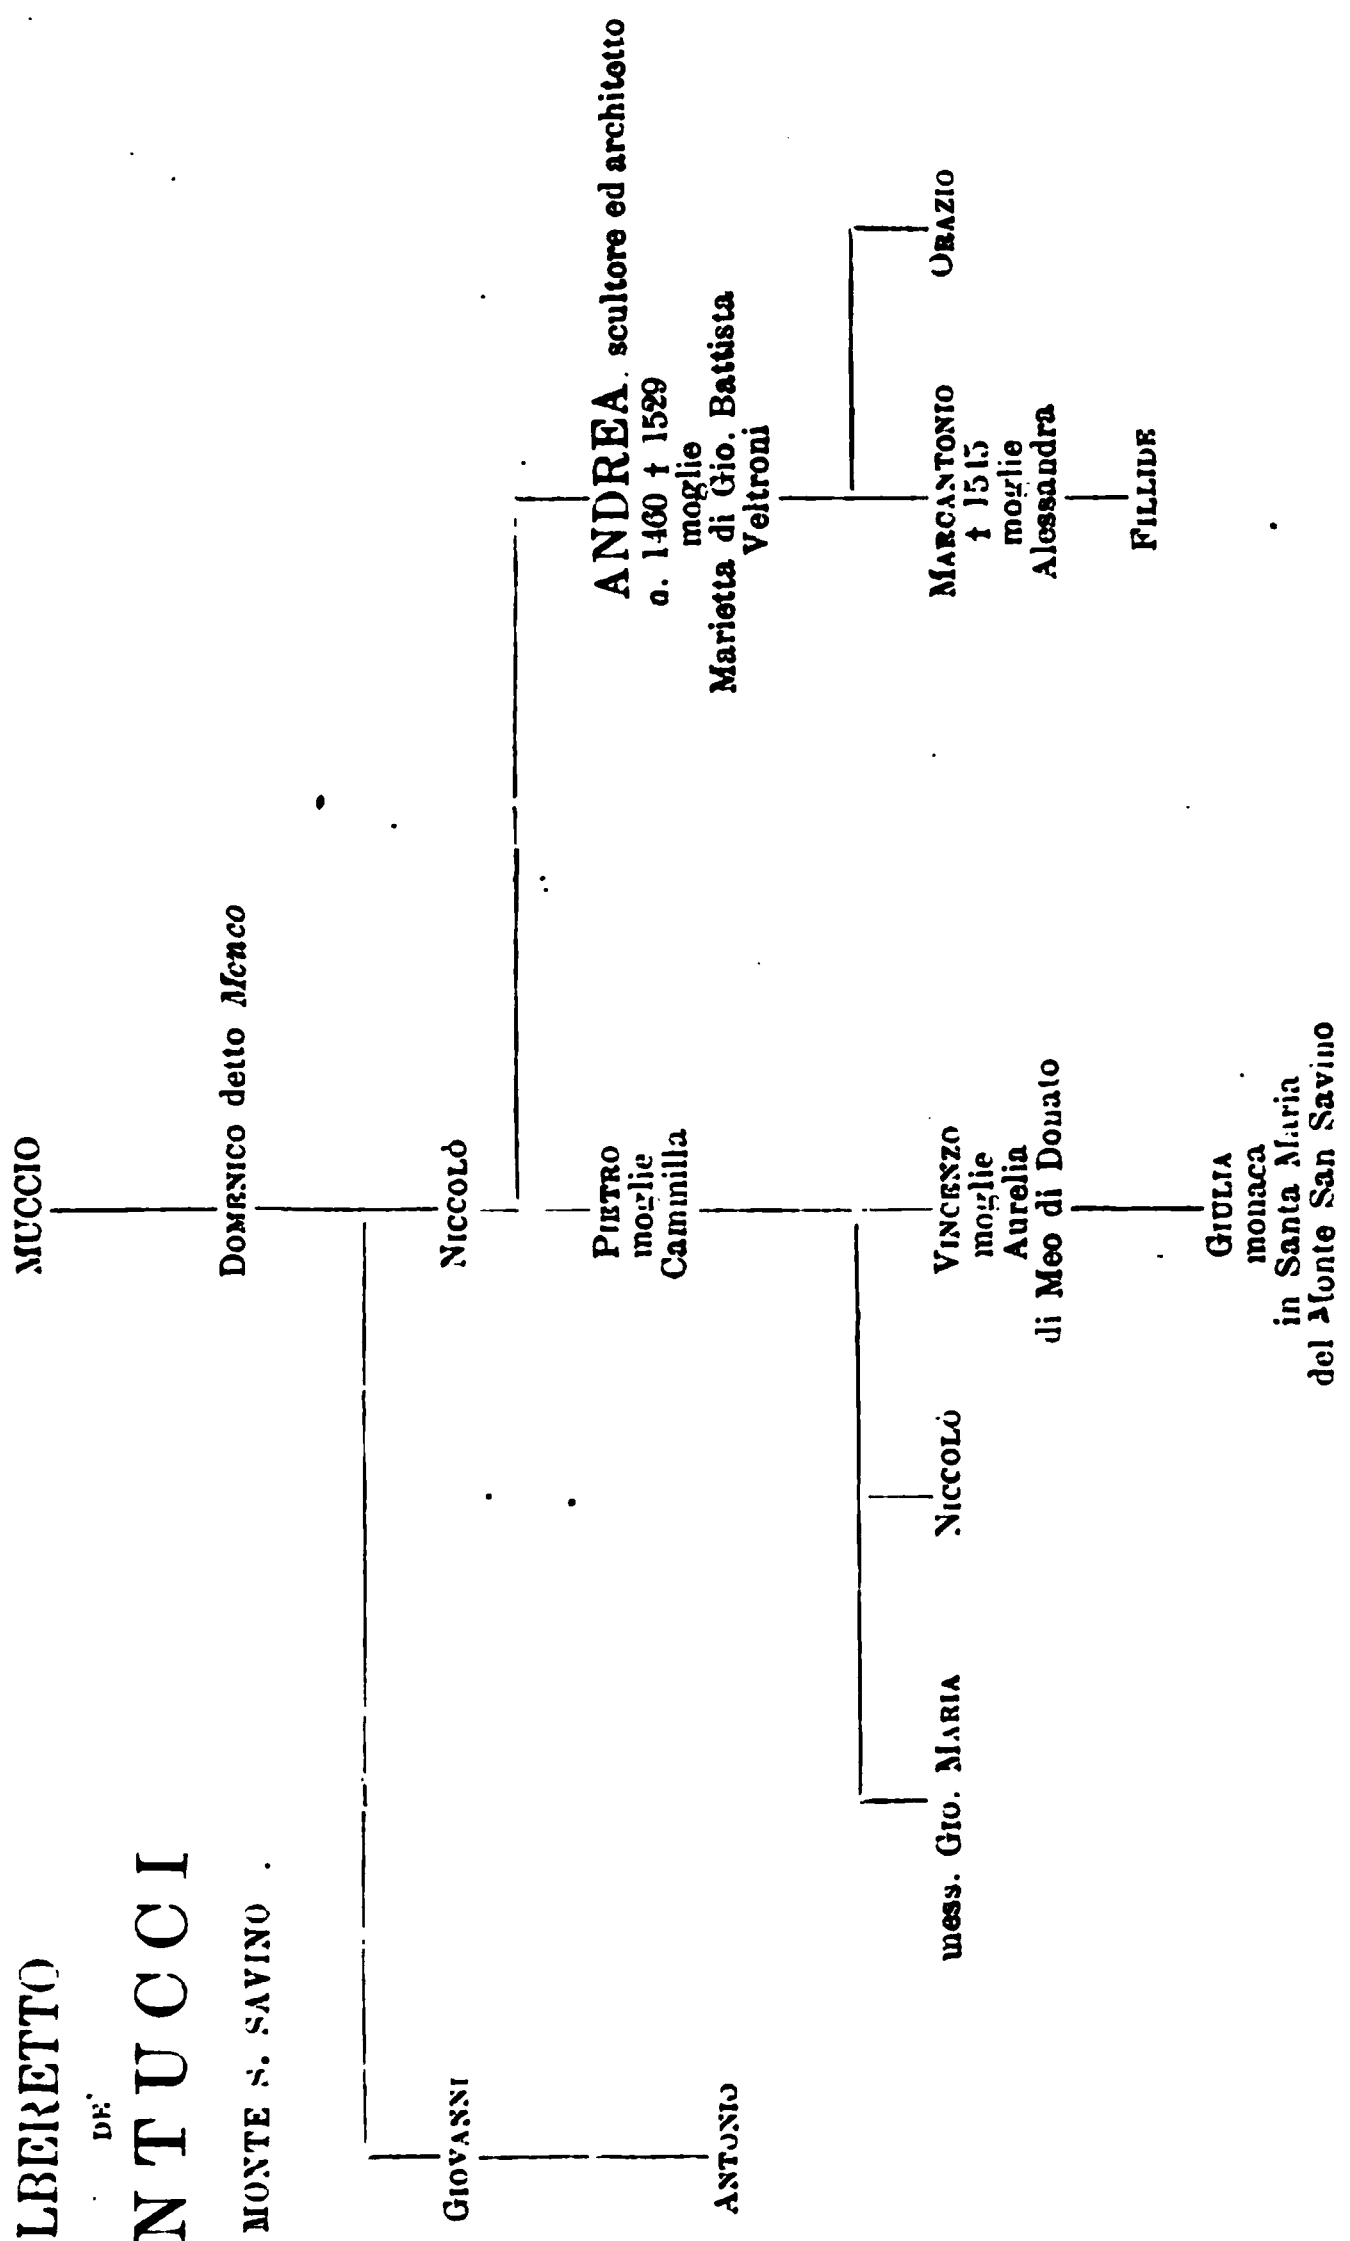 LBERETTO
DE'
NTUCCI
MONTE S. SAVINO
MUCCIO
DOMENICO detto Menco
GIOVANNI
NICCOLÒ
ANTONIO
PIETRO
moglie
Cammilla
ANDREA scultore ed architetto
a. 1460 † 1529
moglie
Marietta di Gio. Battista
Veltroni
mess. GIO. MARIA
NICCOLÒ
VINCENZO
moglie
Aurelia
di Meo di Donato
MARCANTONIO
†
moglie
Alessandra
ORAZIO
GIULIA
monaca
in Santa Maria
del Monte San Savino
FILLIDE